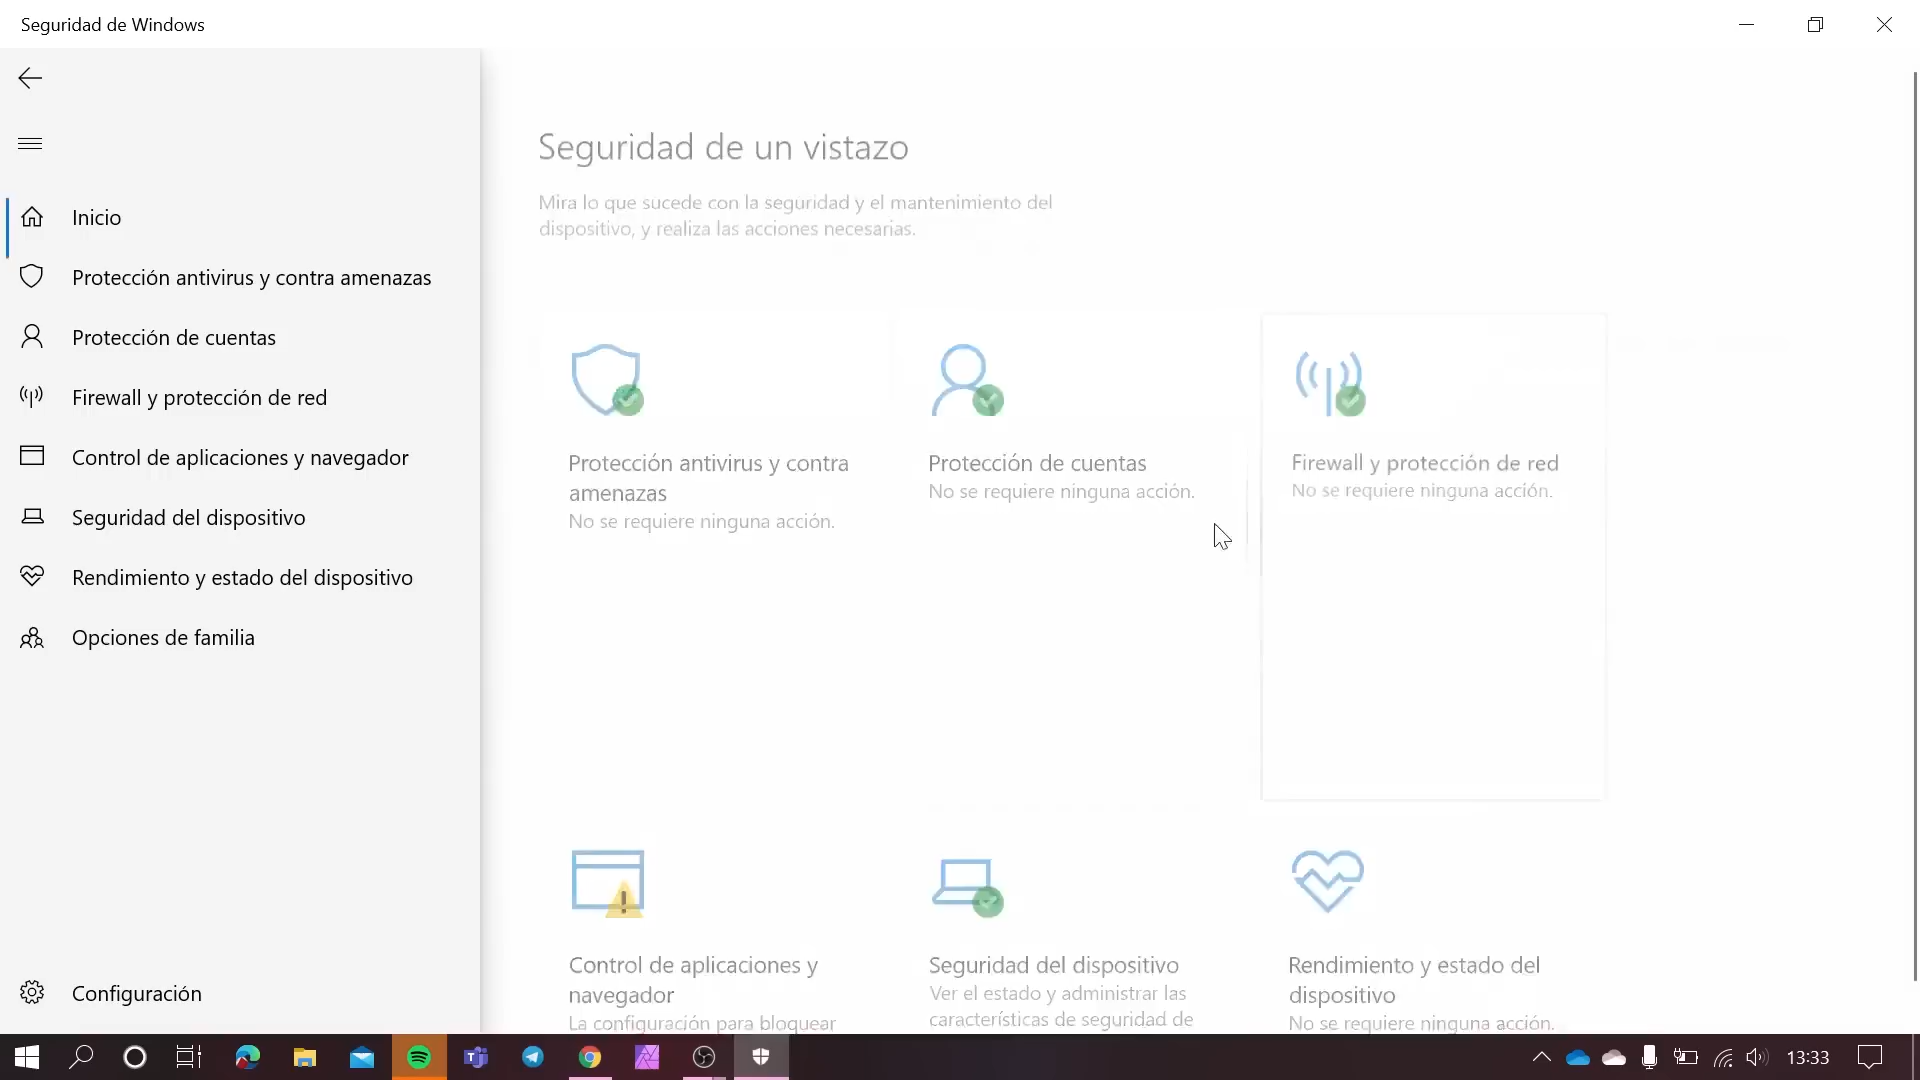 Seguridad de Windows
Inicio
Protección antivirus y contra amenazas
Protección de cuentas
Firewall y protección de red
Control de aplicaciones y navegador
Seguridad del dispositivo
Rendimiento y estado del dispositivo
Opciones de familia
Configuración
Seguridad de un vistazo
Mira lo que sucede con la seguridad y el mantenimiento del
dispositivo, y realiza las acciones necesarias.
Protección antivirus y contra
amenazas
No se requiere ninguna acción.
Protección de cuentas
No se requiere ninguna acción.
Firewall y protección de red
No se requiere ninguna acción.
Control de aplicaciones y
navegador
La configuración para bloquear
Seguridad del dispositivo
Ver el estado y administrar las
características de seguridad de
Rendimiento y estado del
dispositivo
No se requiere ninguna acción.
13:33